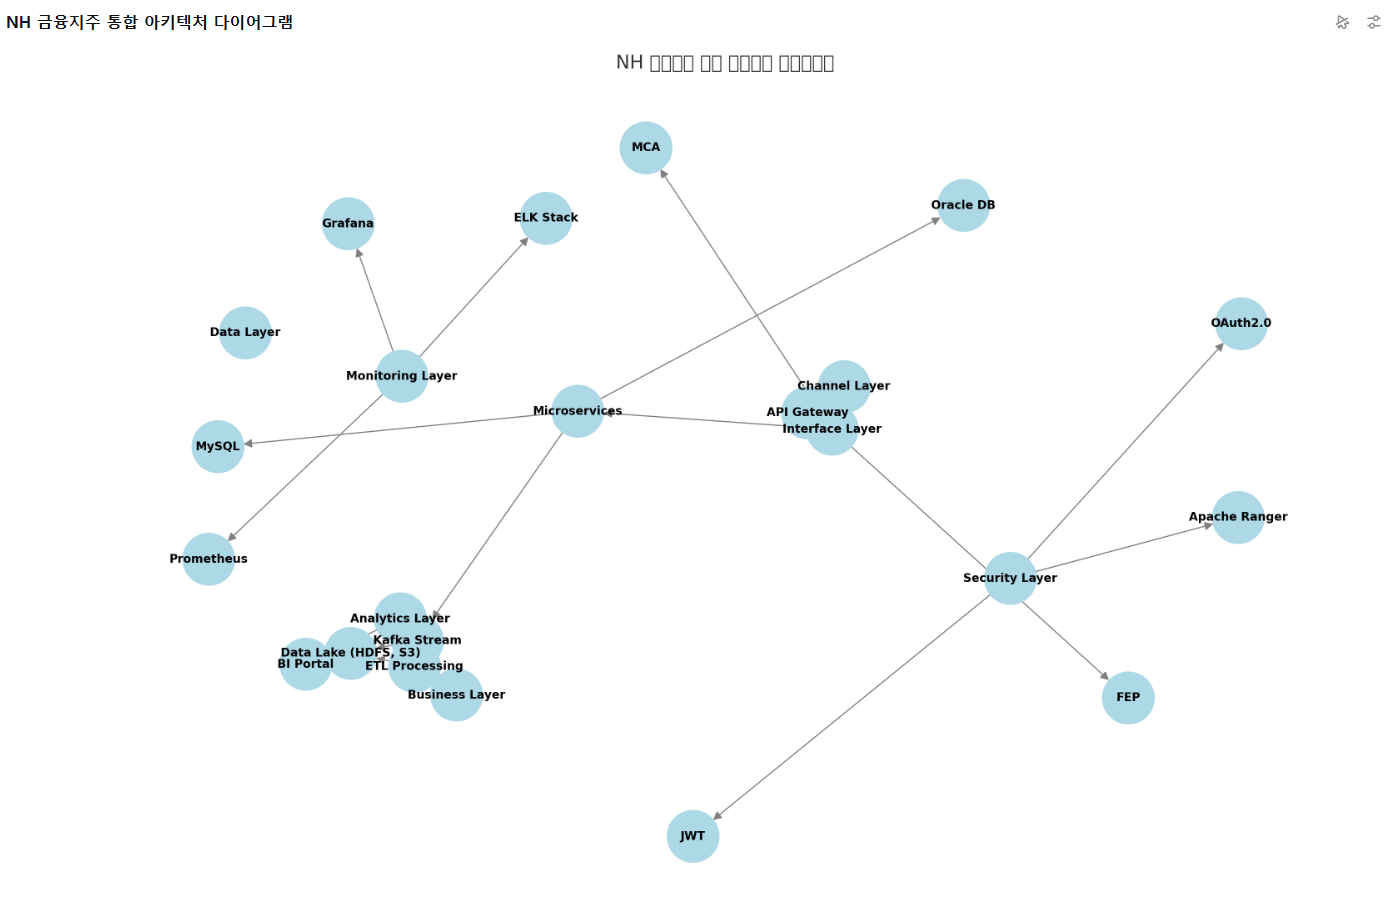 NH 금융지주 통합 아키텍처 다이어그램
NH
MCA
Oracle DB
ELK Stack
Grafana
OAuth2.0
Data Layer
Monitoring Layer
Channel Layer
Microservices
API Gateway
Interface Layer
MySQL
Apache Ranger
Prometheus
Security Layer
Analytics Layer
Kafka Stream
Data Lake (HDFS, S3)
BI Portal
ETL Processing
Business Layer
FEP
JWT